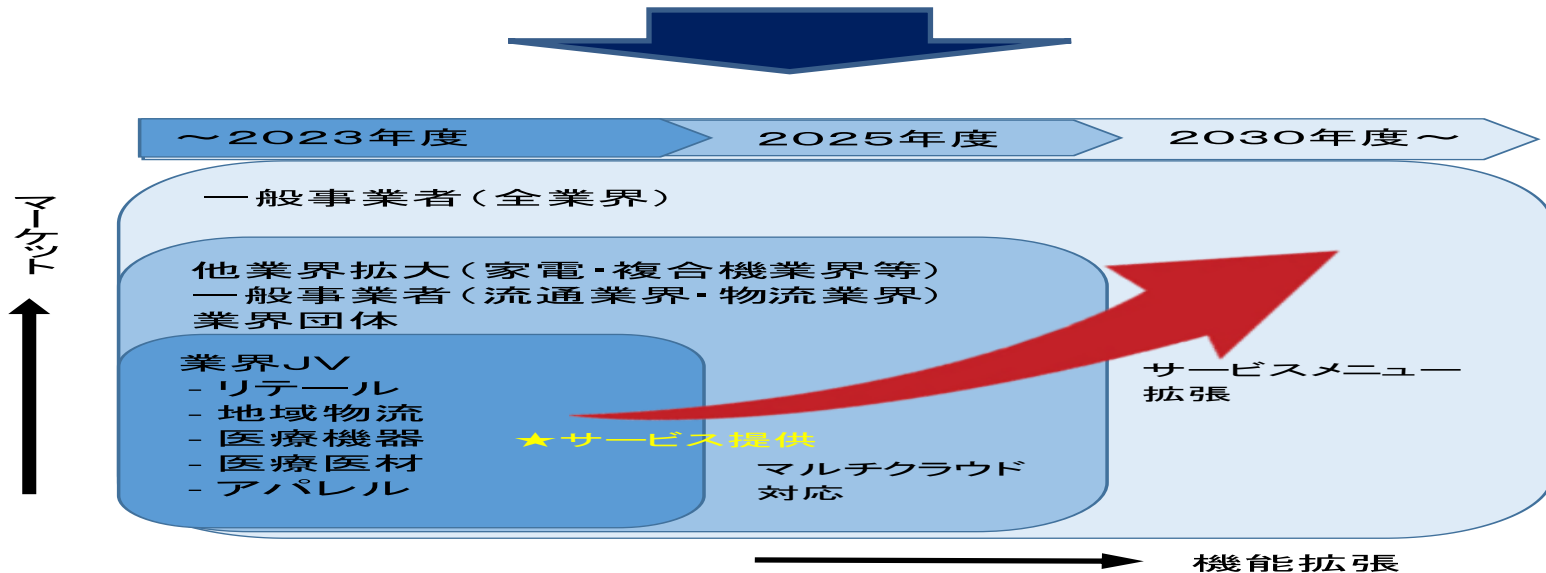 ～2023年度
2025年度
2030年度～
マーケット
一般事業者(全業界)
他業界拡大(家電・複合機業界等)
一般事業者(流通業界・物流業界)
業界団体
業界JV
- リテール
- 地域物流
- 医療機器
- 医療医材
- アパレル
★サービス提供
マルチクラウド
対応
サービスメニュー
拡張
機能拡張